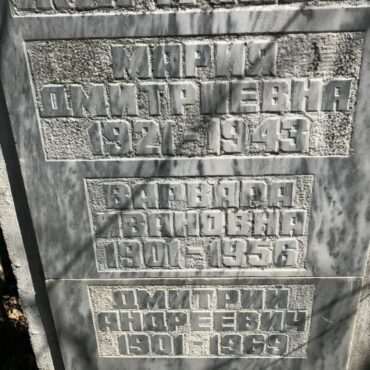 МАРИЯ
ДМИТРИЕВНА
1921-1943
ВАРВАРА
ИВАНОВНА
1901-1956
ДМИТРИЙ
АНДРЕЕВИЧ
1901-1969